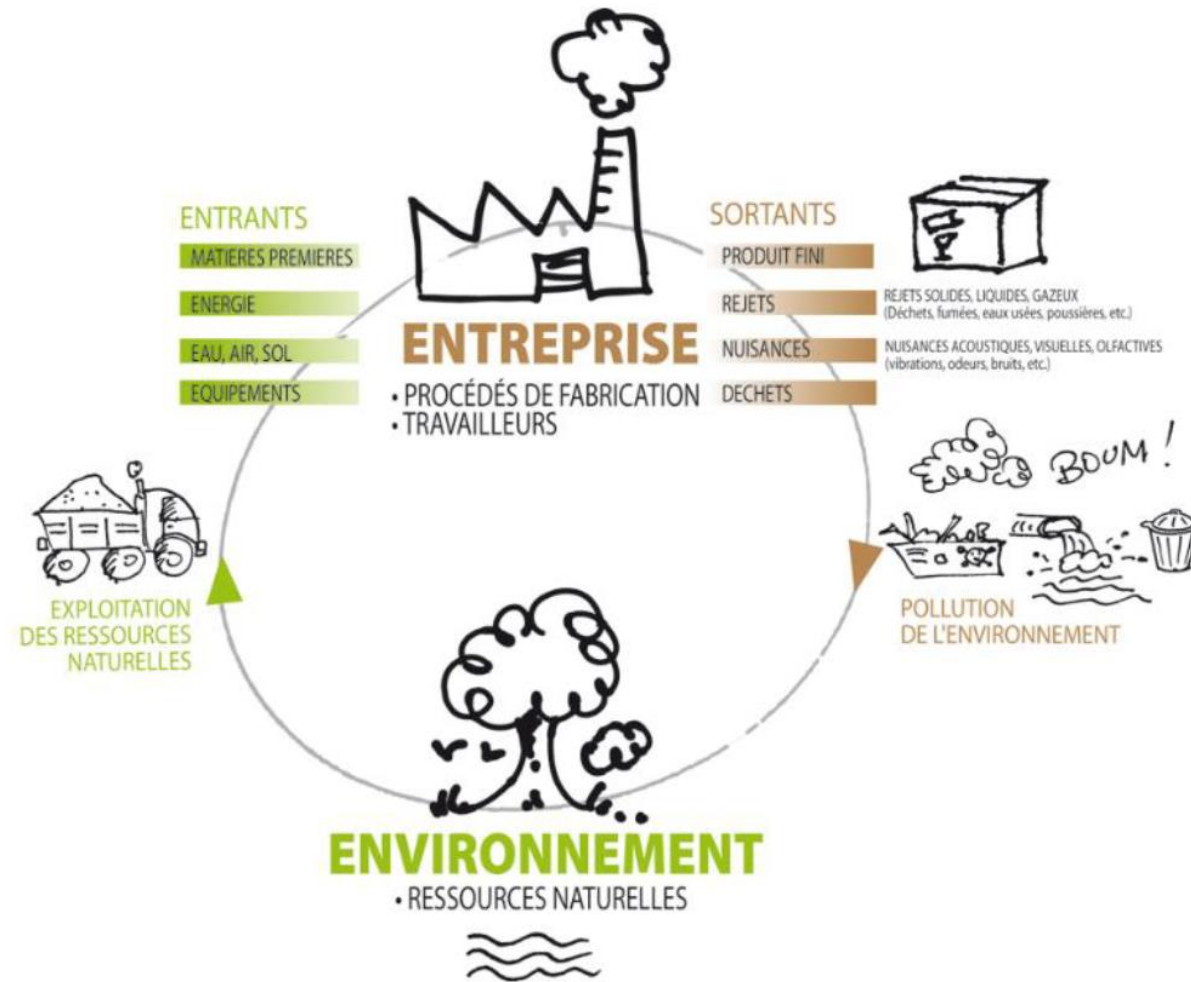 ENTRANTS
MATIERES PREMIERES
ENERGIE
EAU, AIR, SOL
EQUIPEMENTS
ENTREPRISE
• PROCÉDÉS DE FABRICATION
• TRAVAILLEURS
SORTANTS
PRODUIT FINI
REJETS
REJETS SOLIDES, LIQUIDES, GAZEUX
(Déchets, fumées, eaux usées, poussières, etc.)
NUISANCES
NUISANCES ACOUSTIQUES, VISUELLES, OLFACTIVES
(vibrations, odeurs, bruits, etc.)
DECHETS
BOUM !
EXPLOITATION
DES RESSOURCES
NATURELLES
POLLUTION
DE L'ENVIRONNEMENT
ENVIRONNEMENT
• RESSOURCES NATURELLES